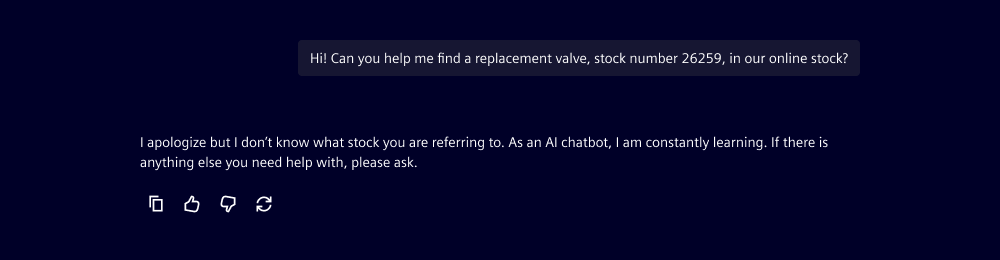 Hi! Can you help me find a replacement valve, stock number 26259, in our online stock?
I apologize but I don’t know what stock you are referring to. As an AI chatbot, I am constantly learning. If there is
anything else you need help with, please ask.